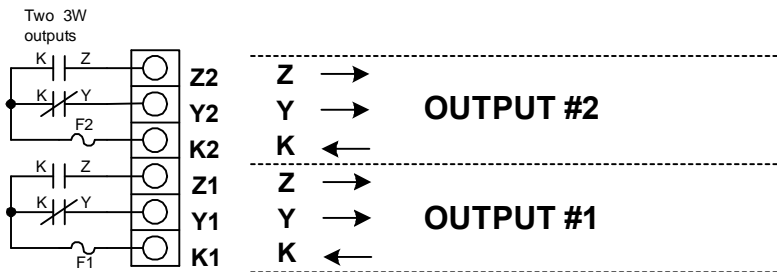 Two 3W
outputs
K Z
Z2
Z
K Y
Y2
Y
OUTPUT #2
F2
K2
K
K Z
Z1
Z
K Y
Y1
Y
OUTPUT #1
F1
K1
K